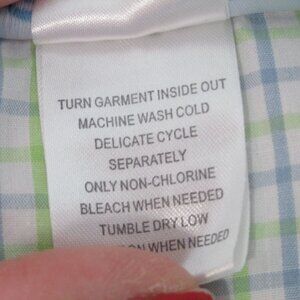 TURN GARMENT INSIDE OUT
MACHINE WASH COLD
DELICATE CYCLE
SEPARATELY
ONLY NON-CHLORINE
BLEACH WHEN NEEDED
TUMBLE DRY LOW
WHEN NEEDED